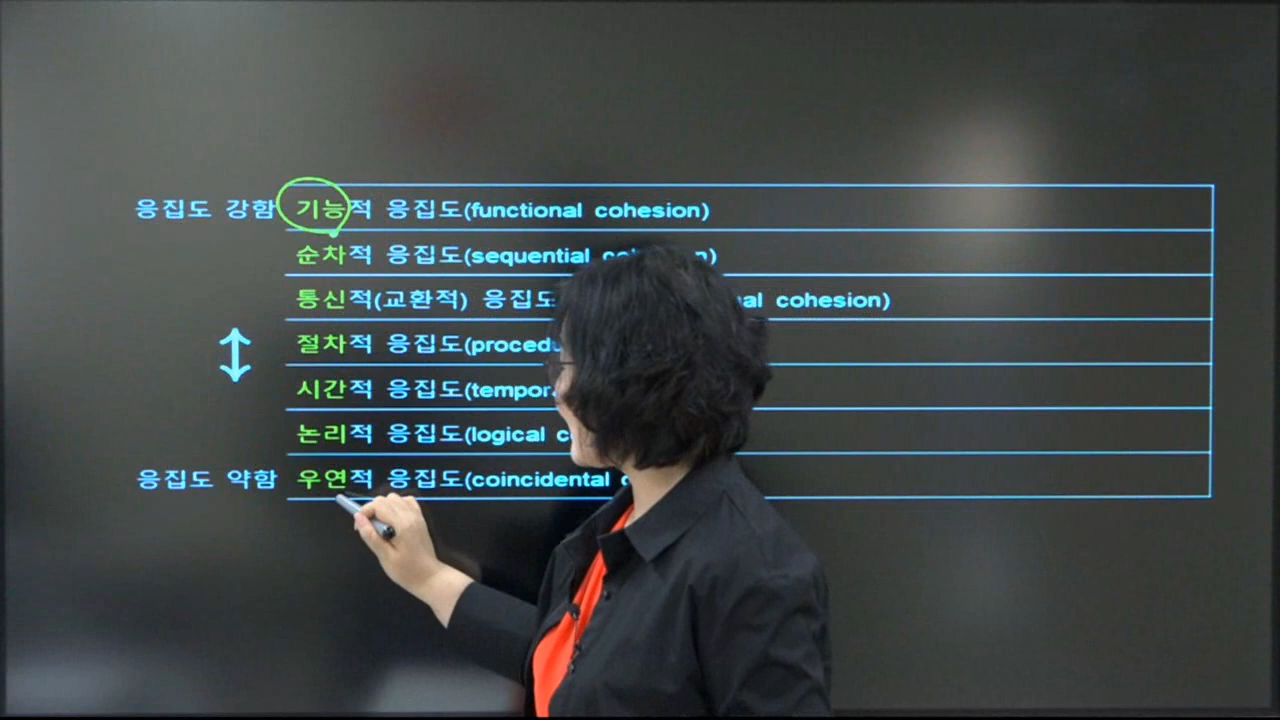 응집도 강함 기능적 응집도(functional cohesion)
순차적 응집도(sequential
통신적(교환적) 응집도 cohesion)
절차적 응집도
시간적 응집도
논리적 응집도(logical
응집도 약함 우연적 응집도(coincidental